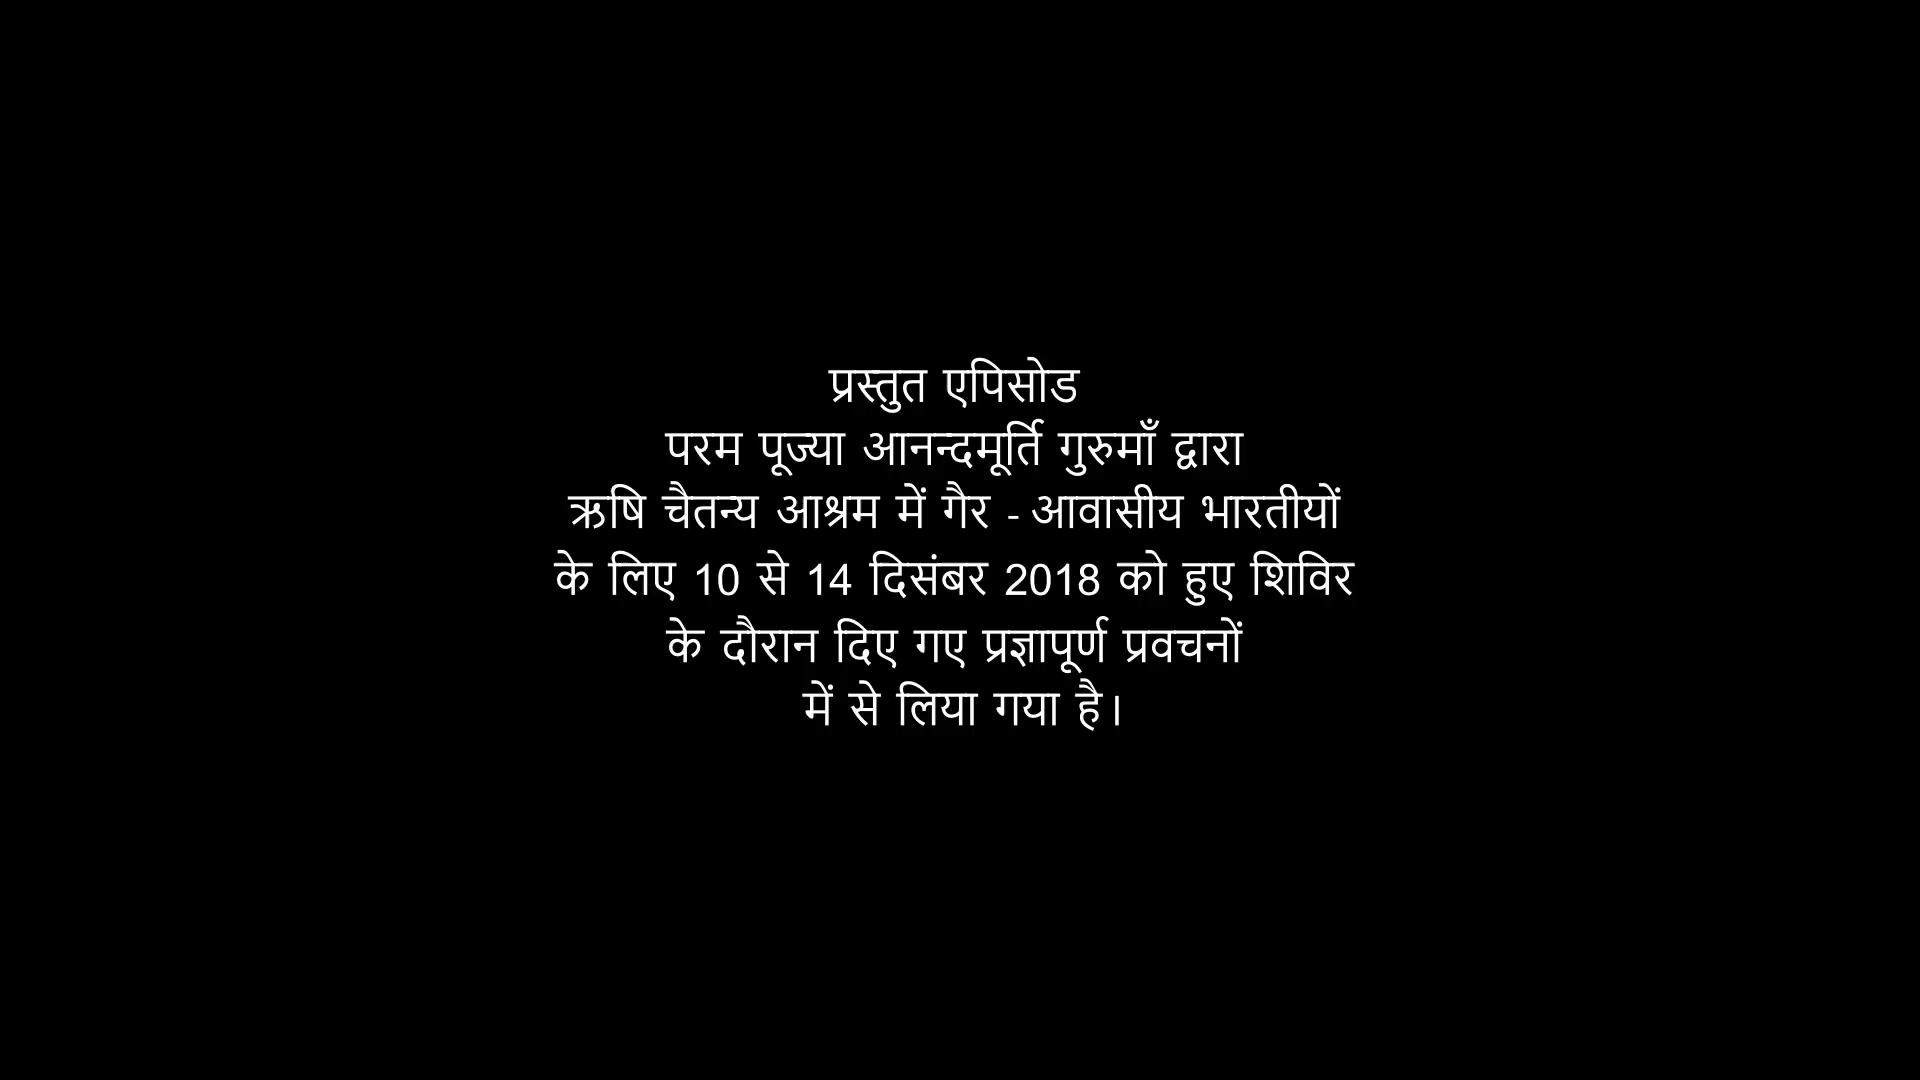 प्रस्तुत एपिसोड
परम पूज्या आनन्दमूर्ति गुरुमाँ द्वारा
ऋषि चैतन्य आश्रम में गैर - आवासीय भारतीयों
के लिए 10 से 14 दिसंबर 2018 को हुए शिविर
के दौरान दिए गए प्रज्ञापूर्ण प्रवचनों
में से लिया गया है।